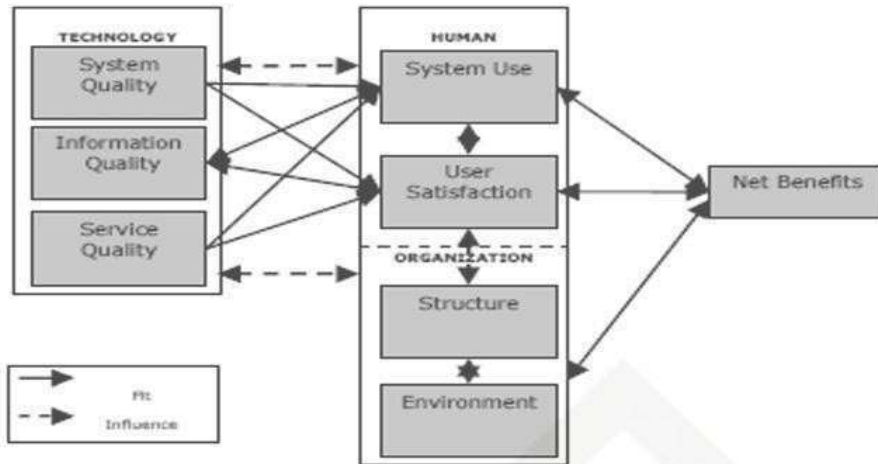 TECHNOLOGY
System
Quality
Information
Quality
Service
Quality
HUMAN
System Use
User
Satisfaction
ORGANIZATION
Structure
Environment
Net Benefits
Fit
Influence